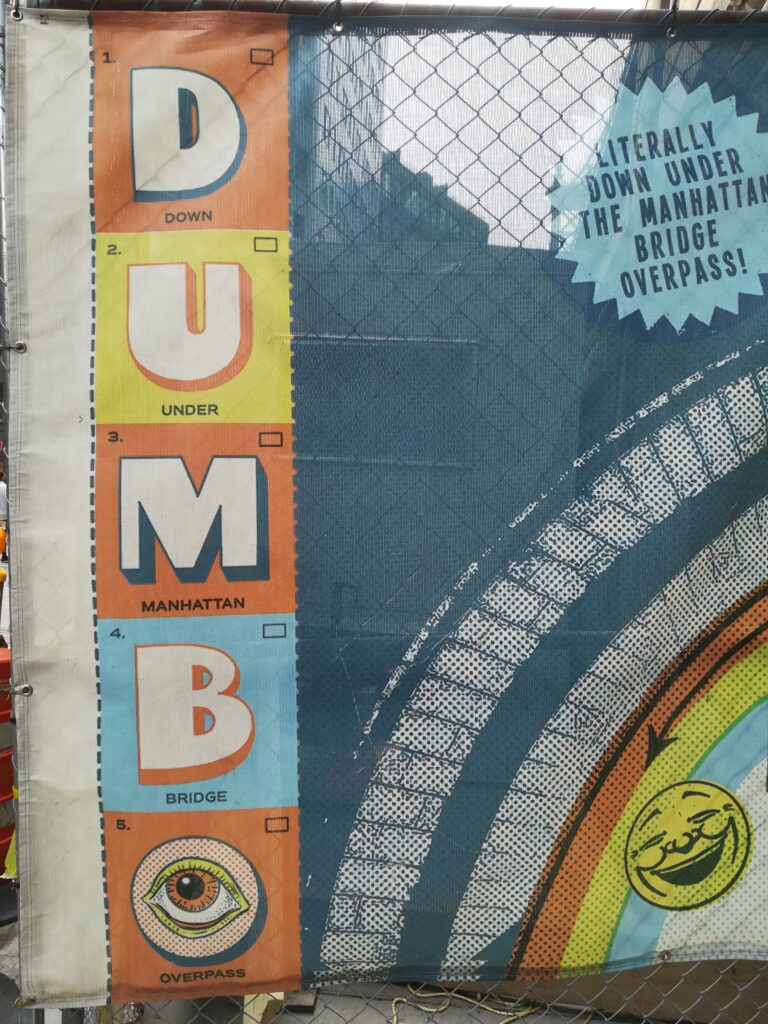 1.
D
DOWN
2.
U
UNDER
3.
M
MANHATTAN
4.
B
BRIDGE
5.
OVERPASS
LITERALLY
DOWN UNDER
THE MANHATTAN
BRIDGE
OVERPASS!